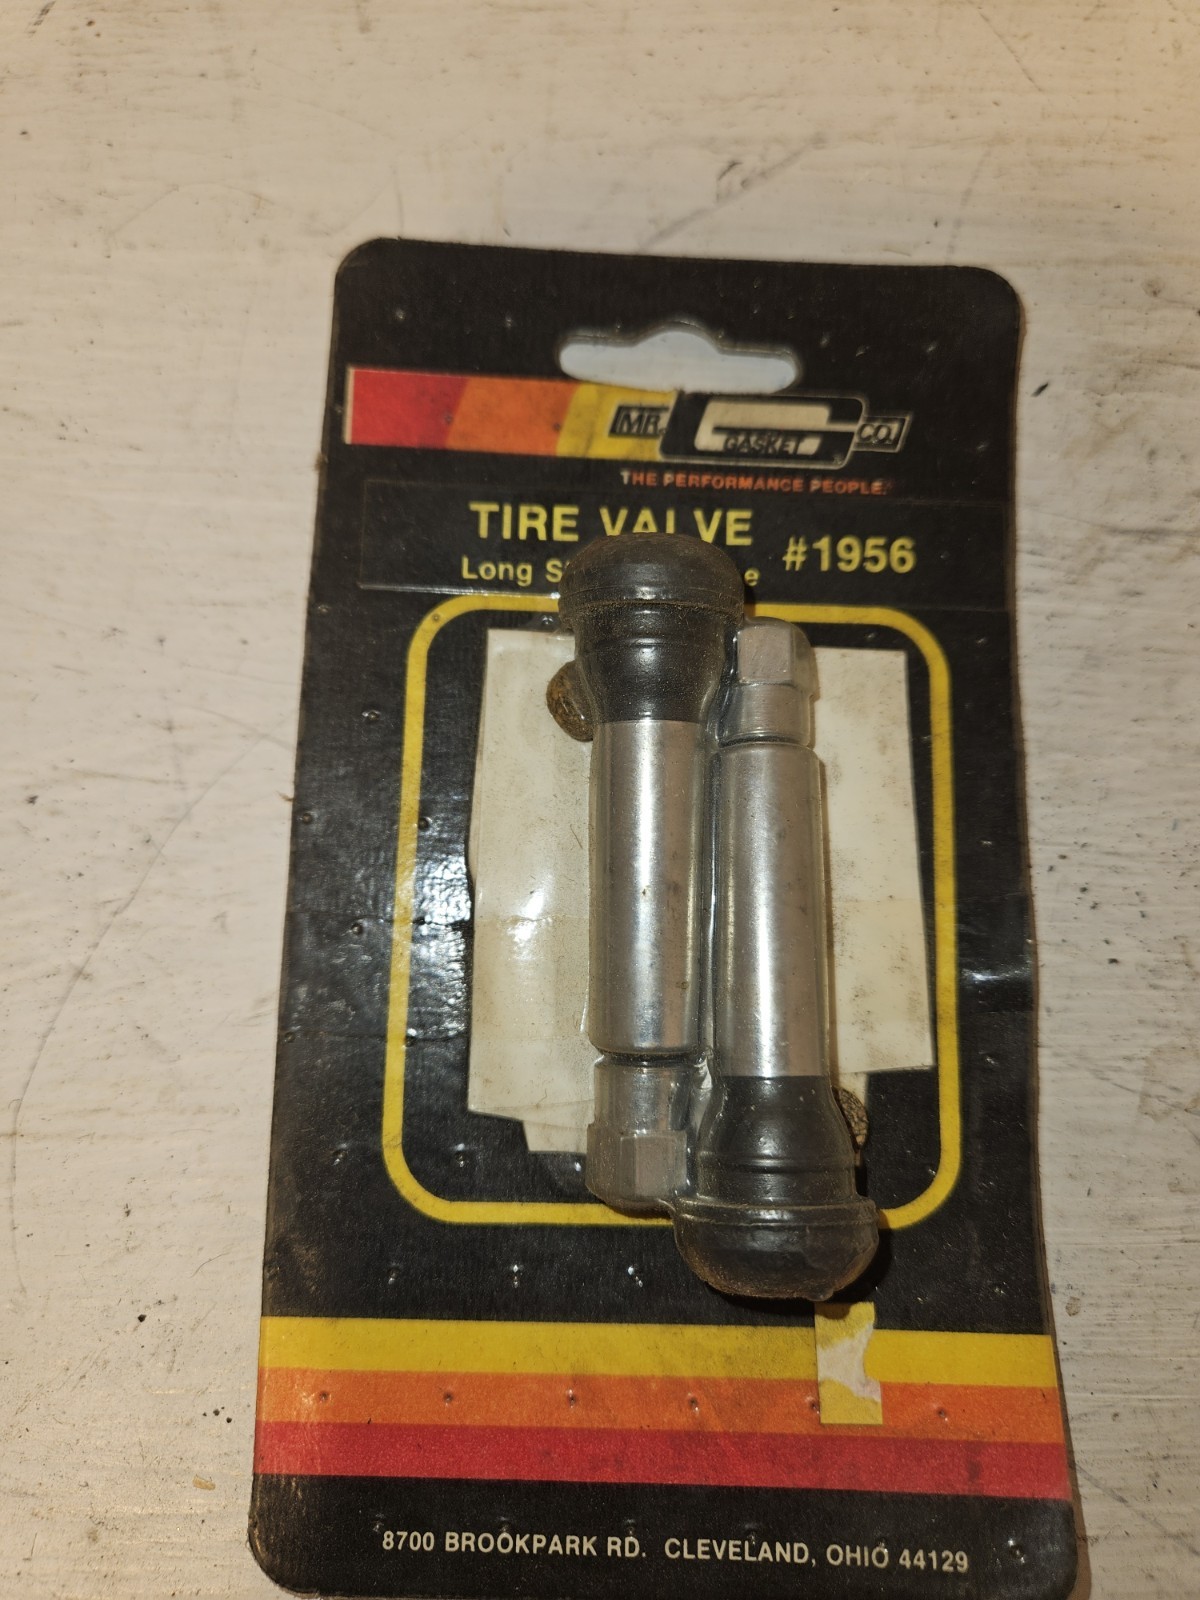 MR. GASKET CO.
THE PERFORMANCE PEOPLE.
TIRE VALVE
#1956
Long
8700 BROOKPARK RD. CLEVELAND, OHIO 44129